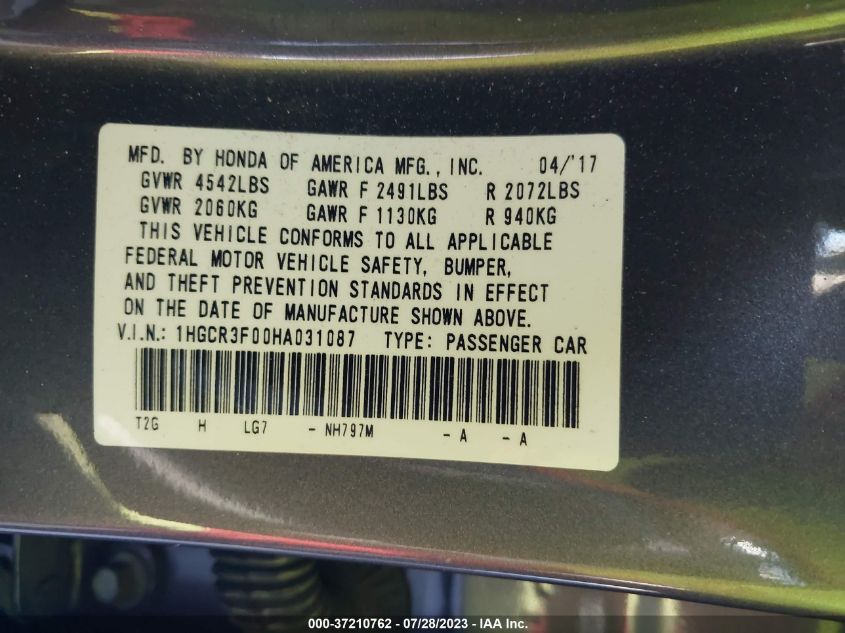 MFD. BY HONDA OF AMERICA MFG., INC. 04/'17
GVWR 4542LBS GAWR F 2491LBS R 2072LBS
GVWR 2060KG GAWR F 1130KG R 940KG
THIS VEHICLE CONFORMS TO ALL APPLICABLE
FEDERAL MOTOR VEHICLE SAFETY, BUMPER,
AND THEFT PREVENTION STANDARDS IN EFFECT
ON THE DATE OF MANUFACTURE SHOWN ABOVE.
V.I.N.: 1HGCR3F00HA031087 TYPE: PASSENGER CAR
T2G H LG7 - NH797M - A - A
000-37210762 / 07/28/2023 - IAA Inc.